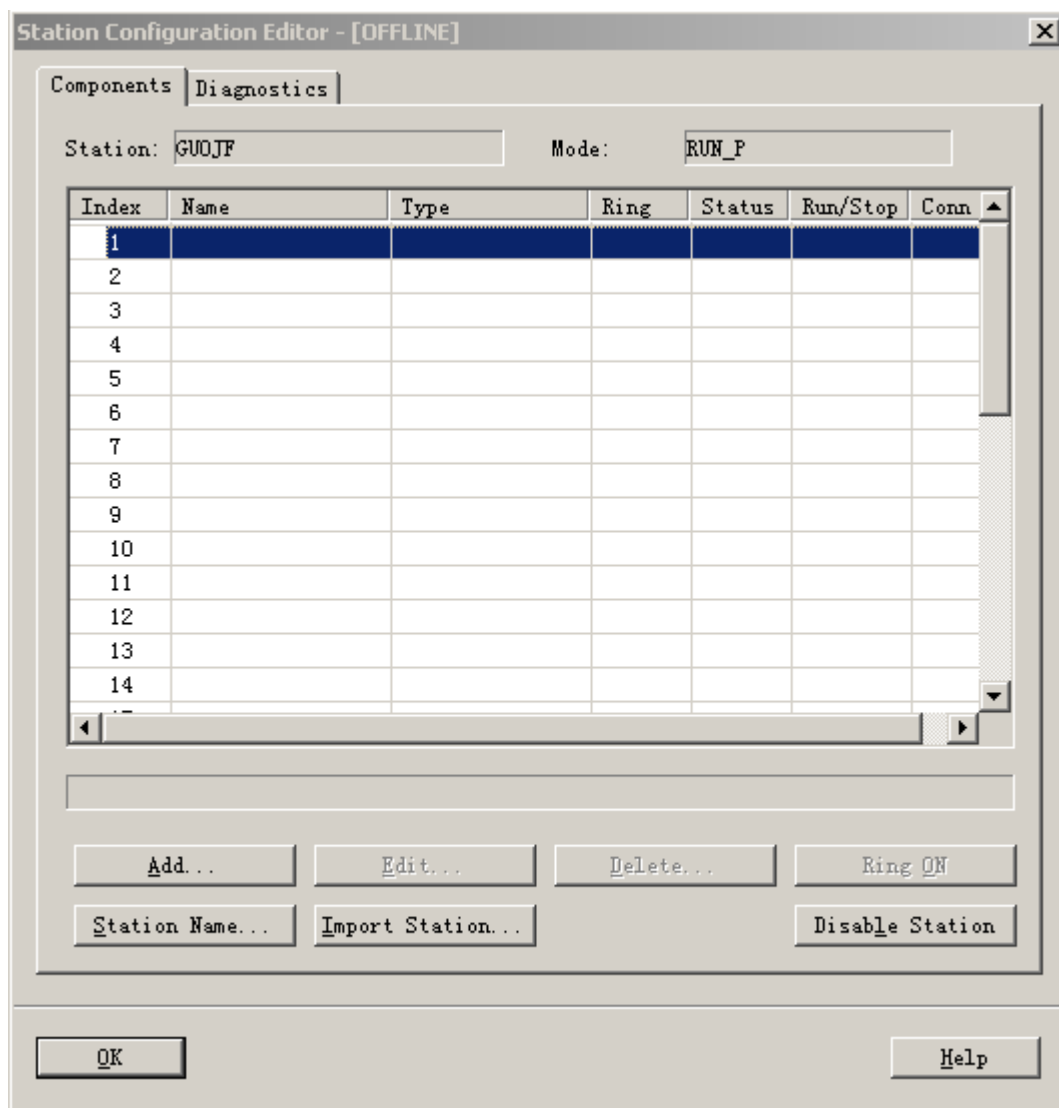 Station Configuration Editor - [OFFLINE]
Components Diagnostics
Station: GUOJF Mode: RUN_P
Index Name Type Ring Status Run/Stop Conn
1
2
3
4
5
6
7
8
9
10
11
12
13
14
Add... Edit... Delete... Ring ON
Station Name... Import Station... Disable Station
OK Help